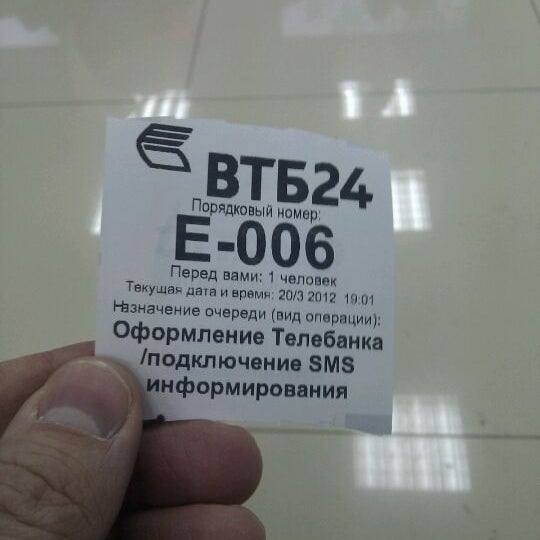 ВТБ24
Порядковый номер:
Е-006
Перед вами: 1 человек
Текущая дата и время: 20/3 2012 19:01
Назначение очереди (вид операции):
Оформление Телебанка
/подключение SMS
информирования